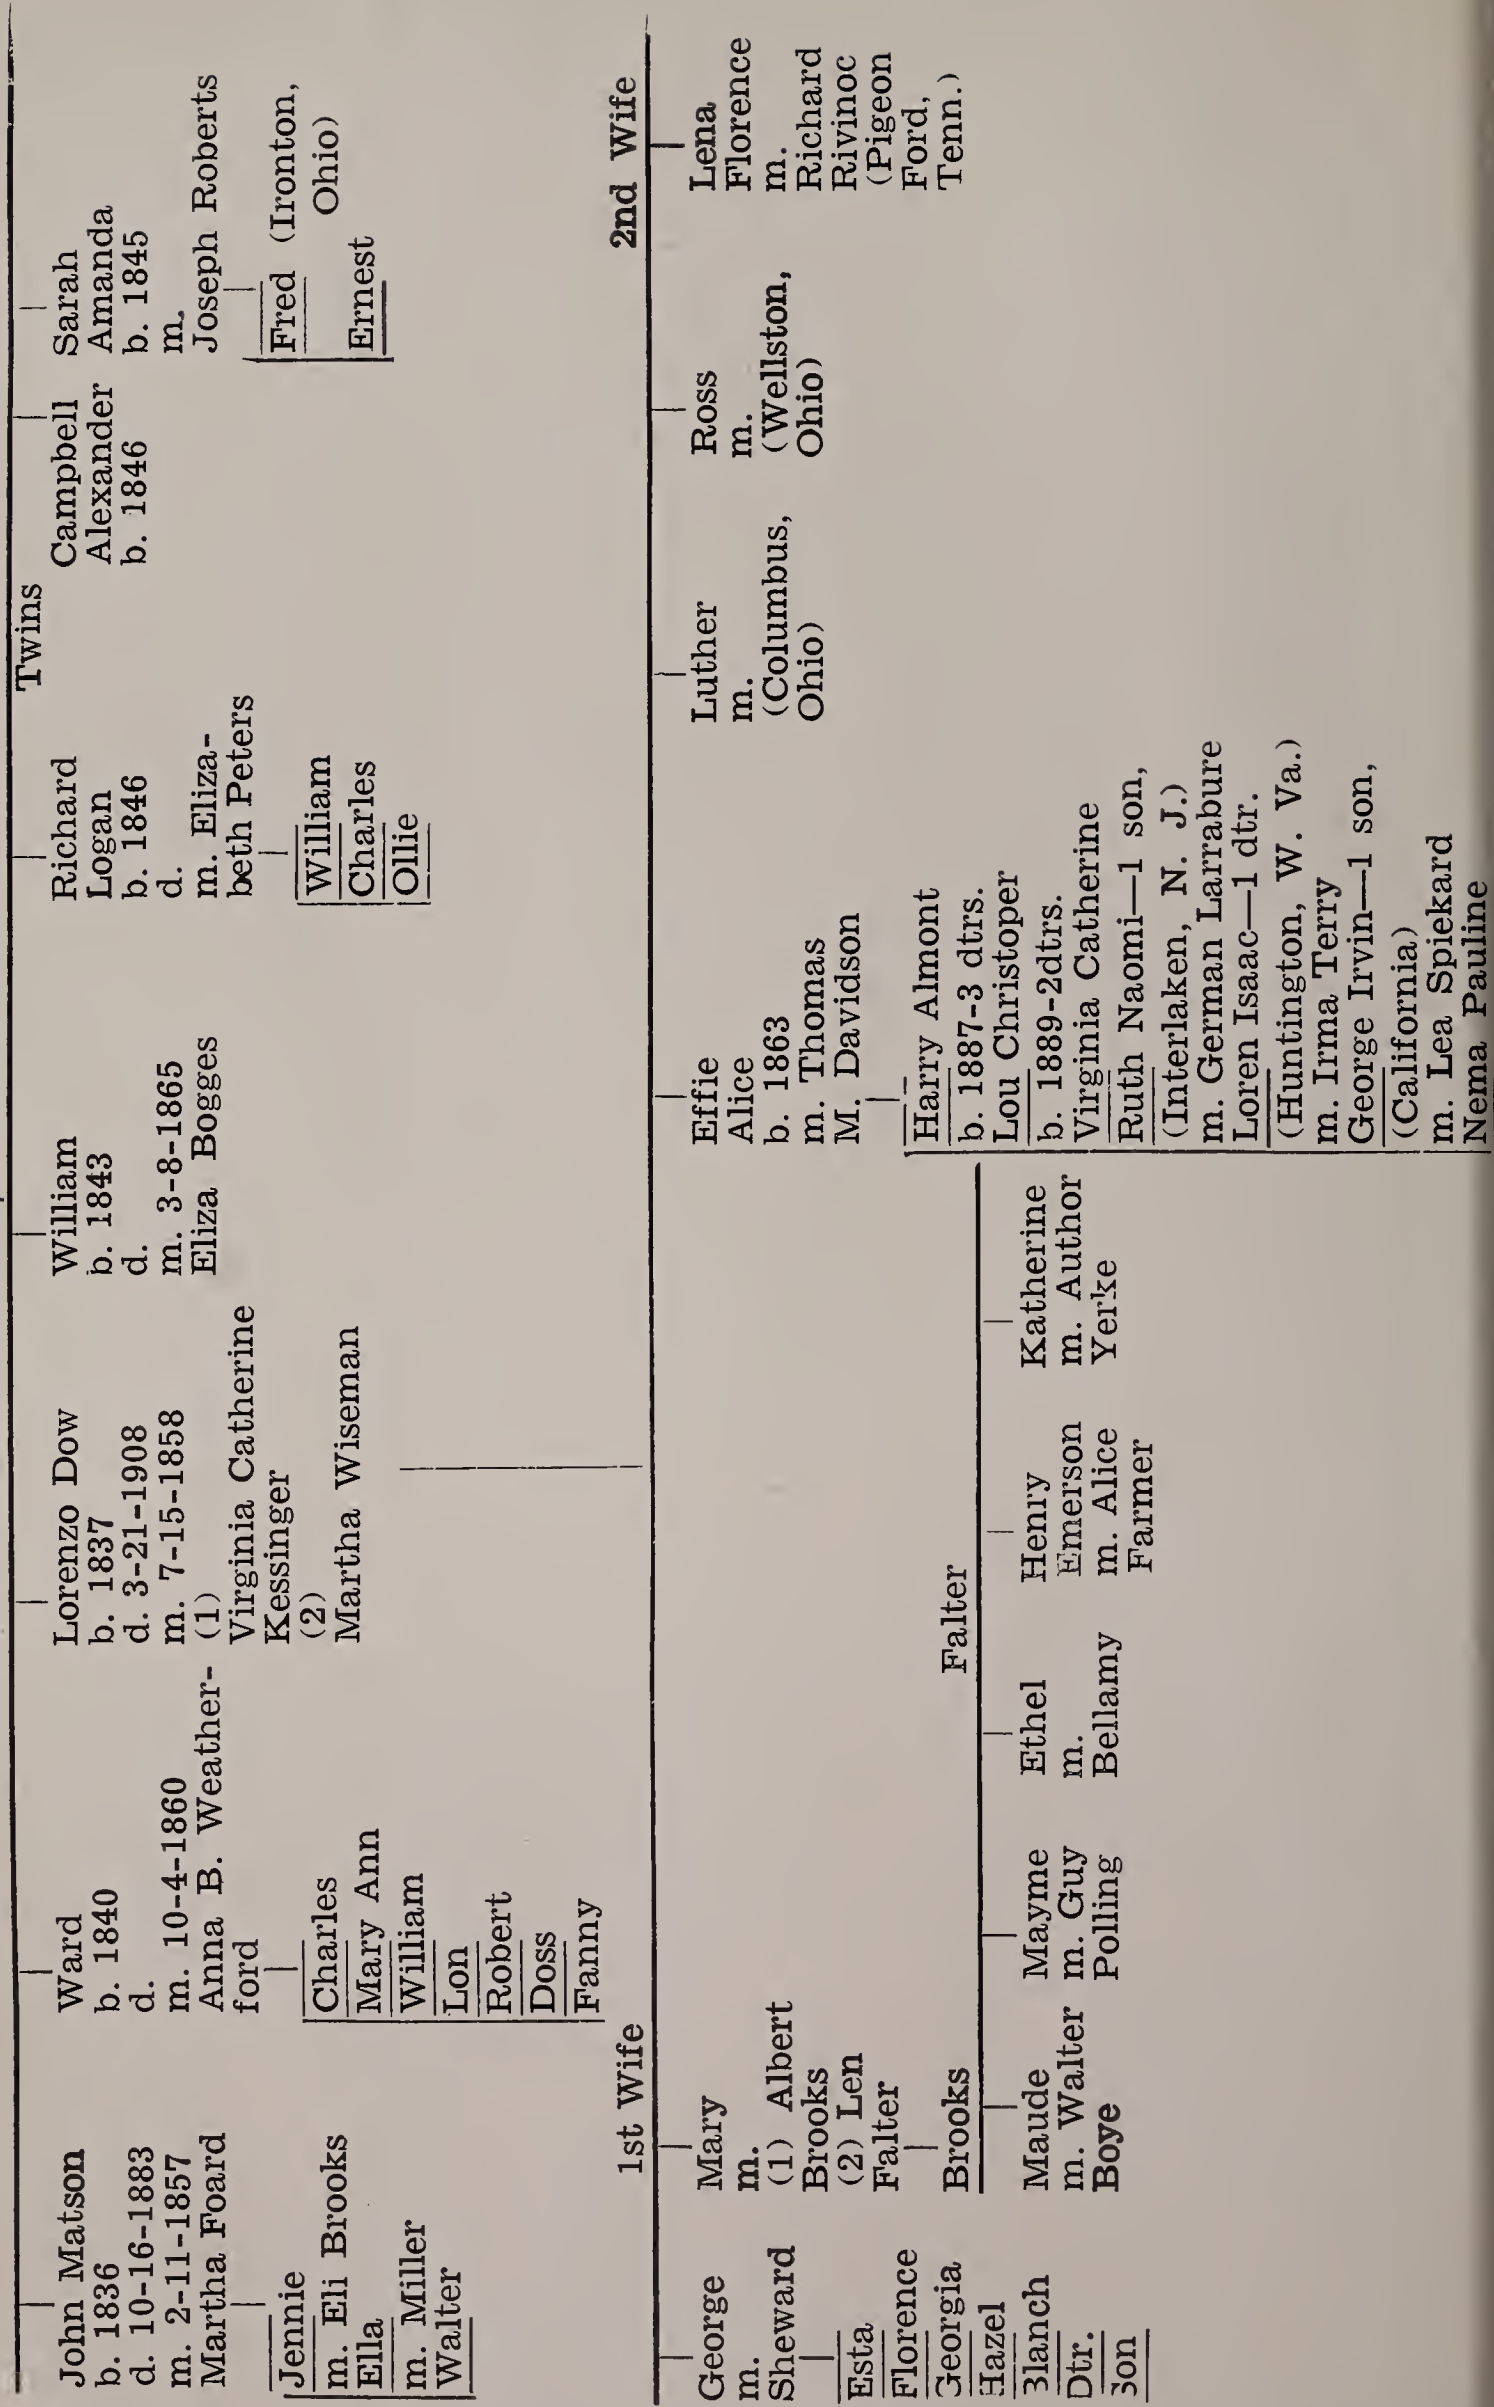 John Matson
b. 1836
d. 10-16-1883
m. 2-11-1857
Martha Foard
Jennie
m. Eli Brooks
Ella
m. Miller
Walter
Ward
b. 1840
d.
m. 10-4-1860
Anna B. Weather-
ford
Charles
Mary Ann
William
Lon
Robert
Doss
Fanny
Lorenzo Dow
b. 1837
d. 3-21-1908
m. 7-15-1858
(1)
Virginia Catherine
Kessinger
(2)
Martha Wiseman
William
b. 1843
d.
m. 3-8-1865
Eliza Bogges
Twins
Richard
Logan
b. 1846
d.
m. Eliza-
beth Peters
William
Charles
Ollie
Campbell
Alexander
b. 1846
Sarah
Amanda
b. 1845
m.
Joseph Roberts
Fred (Ironton,
Ohio)
Ernest
1st Wife
2nd Wife
George
m.
Sheward
Esta
Florence
Georgia
Hazel
Blanch
Dtr.
Son
Mary
m.
(1) Albert
Brooks
(2) Len
Falter
Brooks
Falter
Maude
m. Walter
Boye
Mayme
m. Guy
Polling
Ethel
m.
Bellamy
Henry
Emerson
m. Alice
Farmer
Katherine
m. Author
Yerke
Effie
Alice
b. 1863
m. Thomas
M. Davidson
Harry Almont
b. 1887-3 dtrs.
Lou Christoper
b. 1889-2dtrs.
Virginia Catherine
Ruth Naomi—1 son,
(Interlaken, N. J.)
m. German Larrabure
Loren Isaac—1 dtr.
(Huntington, W. Va.)
m. Irma Terry
George Irvin—1 son,
(California)
m. Lea Spiekard
Nema Pauline
Luther
m.
(Columbus,
Ohio)
Ross
m.
(Wellston,
Ohio)
Lena
Florence
m.
Richard
Rivinoc
(Pigeon
Ford,
Tenn.)